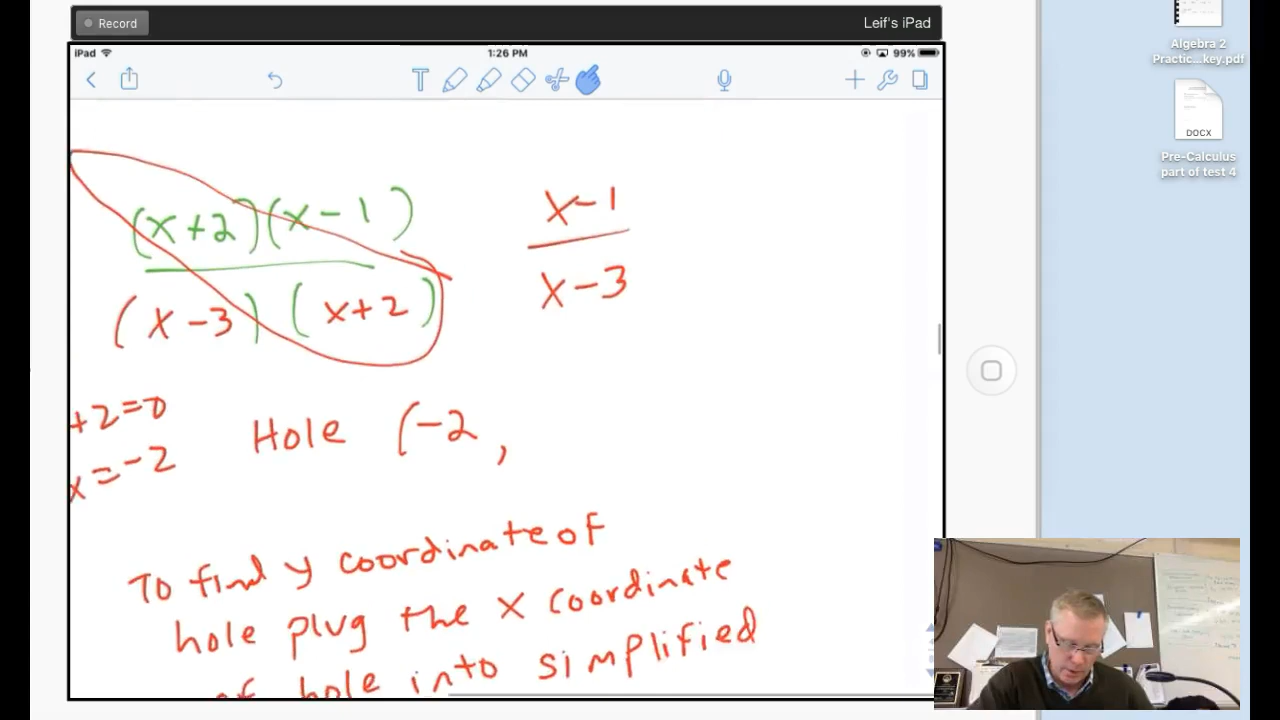 Record
Leif's iPad
iPad
1:26 PM
99%
T
(x+2)(x-1)
(x-3)(x+2)
x-1
x-3
+2=0
x=-2
Hole (-2,
To find y coordinate of
hole plug the x coordinate
of hole into simplified
Algebra 2
Practic...key.pdf
DOCX
Pre-Calculus
part of test 4